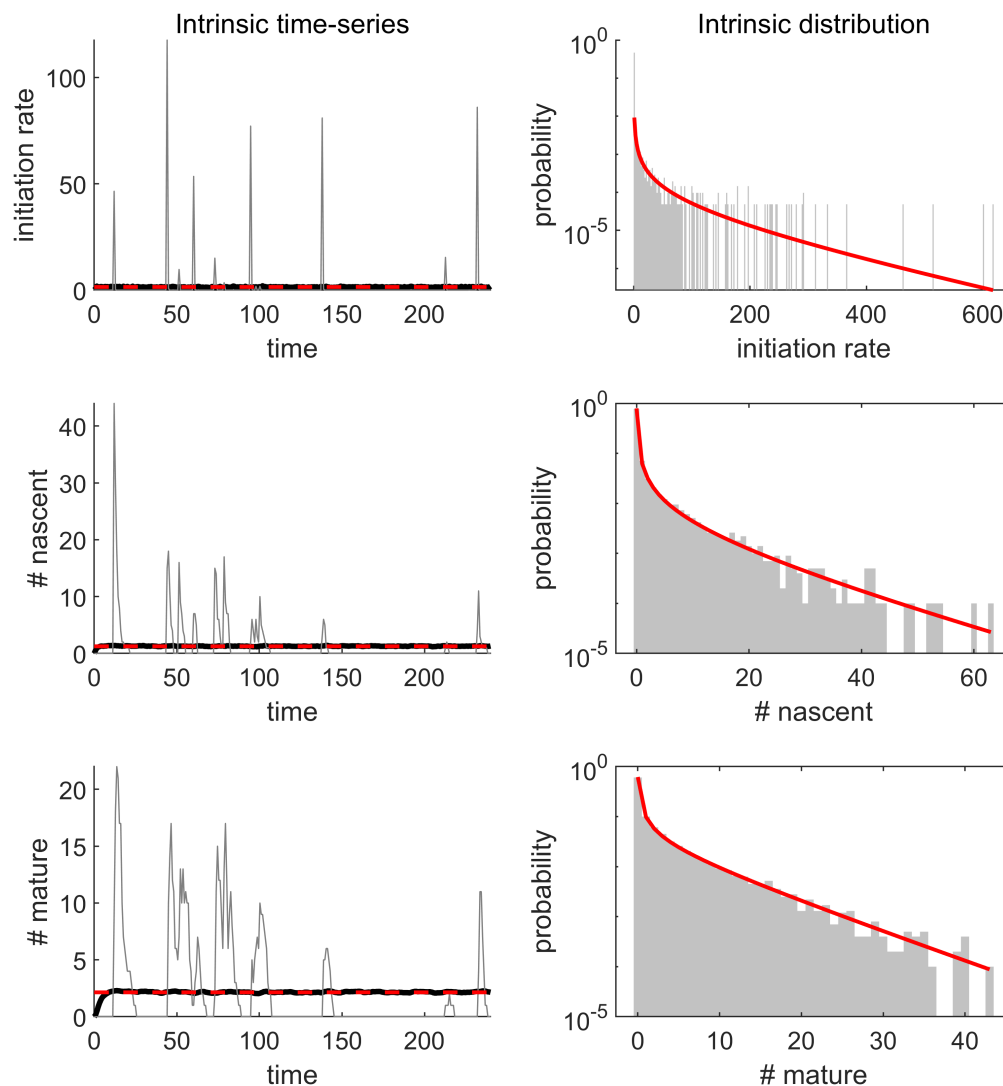 Intrinsic time-series
initiation rate
100
50
0
0 50 100 150 200
time
Intrinsic distribution
probability
10^0
10^-5
0 200 400 600
initiation rate
# nascent
40
30
20
10
0
0 50 100 150 200
time
probability
10^0
10^-5
0 20 40 60
# nascent
# mature
20
15
10
5
0
0 50 100 150 200
time
probability
10^0
10^-5
0 10 20 30 40
# mature